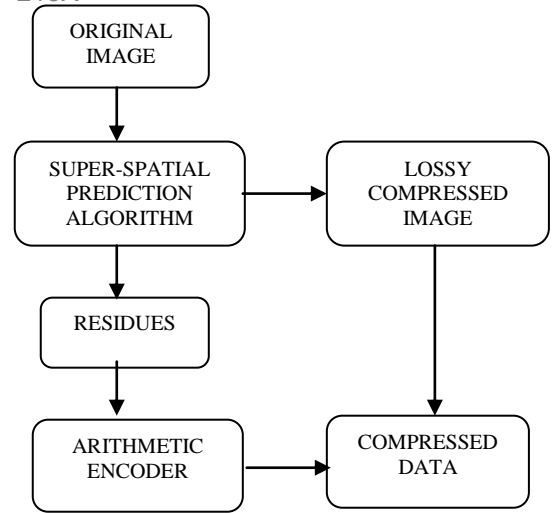 ORIGINAL
IMAGE
SUPER-SPATIAL
PREDICTION
ALGORITHM
LOSSY
COMPRESSED
IMAGE
RESIDUES
ARITHMETIC
ENCODER
COMPRESSED
DATA